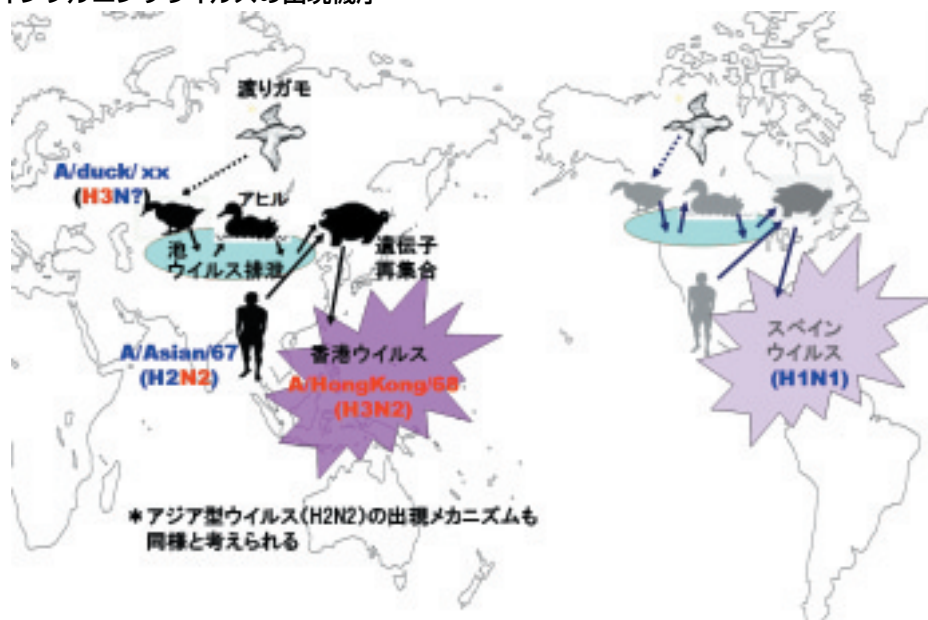 渡りガモ
A/duck/xx
(H3N?)
アヒル
池
ウイルス排泄
遺伝子
再集合
A/Asian/67
(H2N2)
香港ウイルス
A/HongKong/68
(H3N2)
スペイン
ウイルス
(H1N1)
*アジア型ウイルス(H2N2)の出現メカニズムも
同様と考えられる